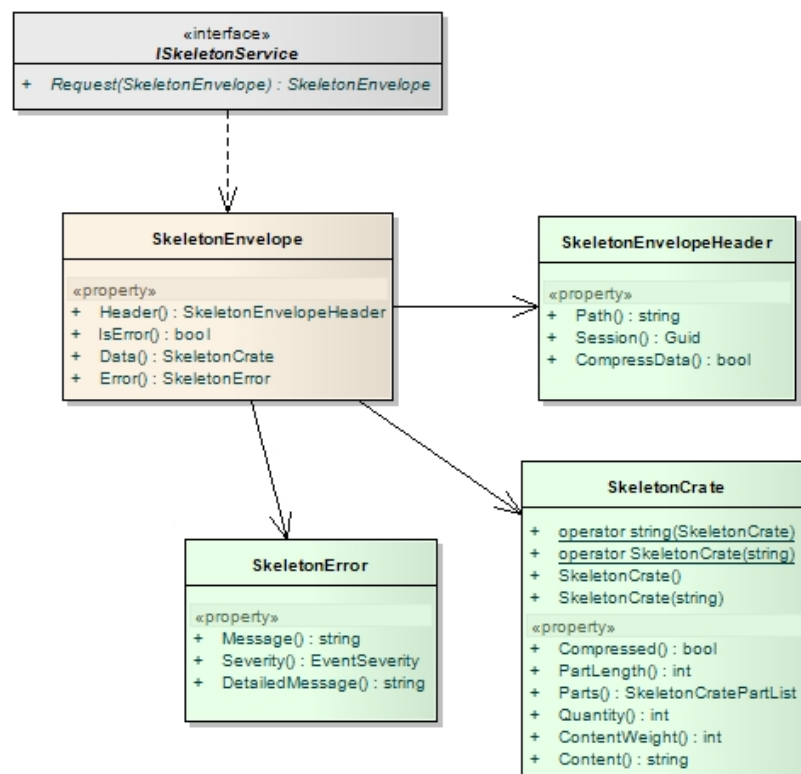 «interface»
ISkeletonService
+ Request(SkeletonEnvelope) : SkeletonEnvelope
SkeletonEnvelope
«property»
+ Header() : SkeletonEnvelopeHeader
+ IsError() : bool
+ Data() : SkeletonCrate
+ Error() : SkeletonError
SkeletonEnvelopeHeader
«property»
+ Path() : string
+ Session() : Guid
+ CompressData() : bool
SkeletonError
«property»
+ Message() : string
+ Severity() : EventSeverity
+ DetailedMessage() : string
SkeletonCrate
+ operator string(SkeletonCrate)
+ operator SkeletonCrate(string)
+ SkeletonCrate()
+ SkeletonCrate(string)
«property»
+ Compressed() : bool
+ PartLength() : int
+ Parts() : SkeletonCratePartList
+ Quantity() : int
+ ContentWeight() : int
+ Content() : string